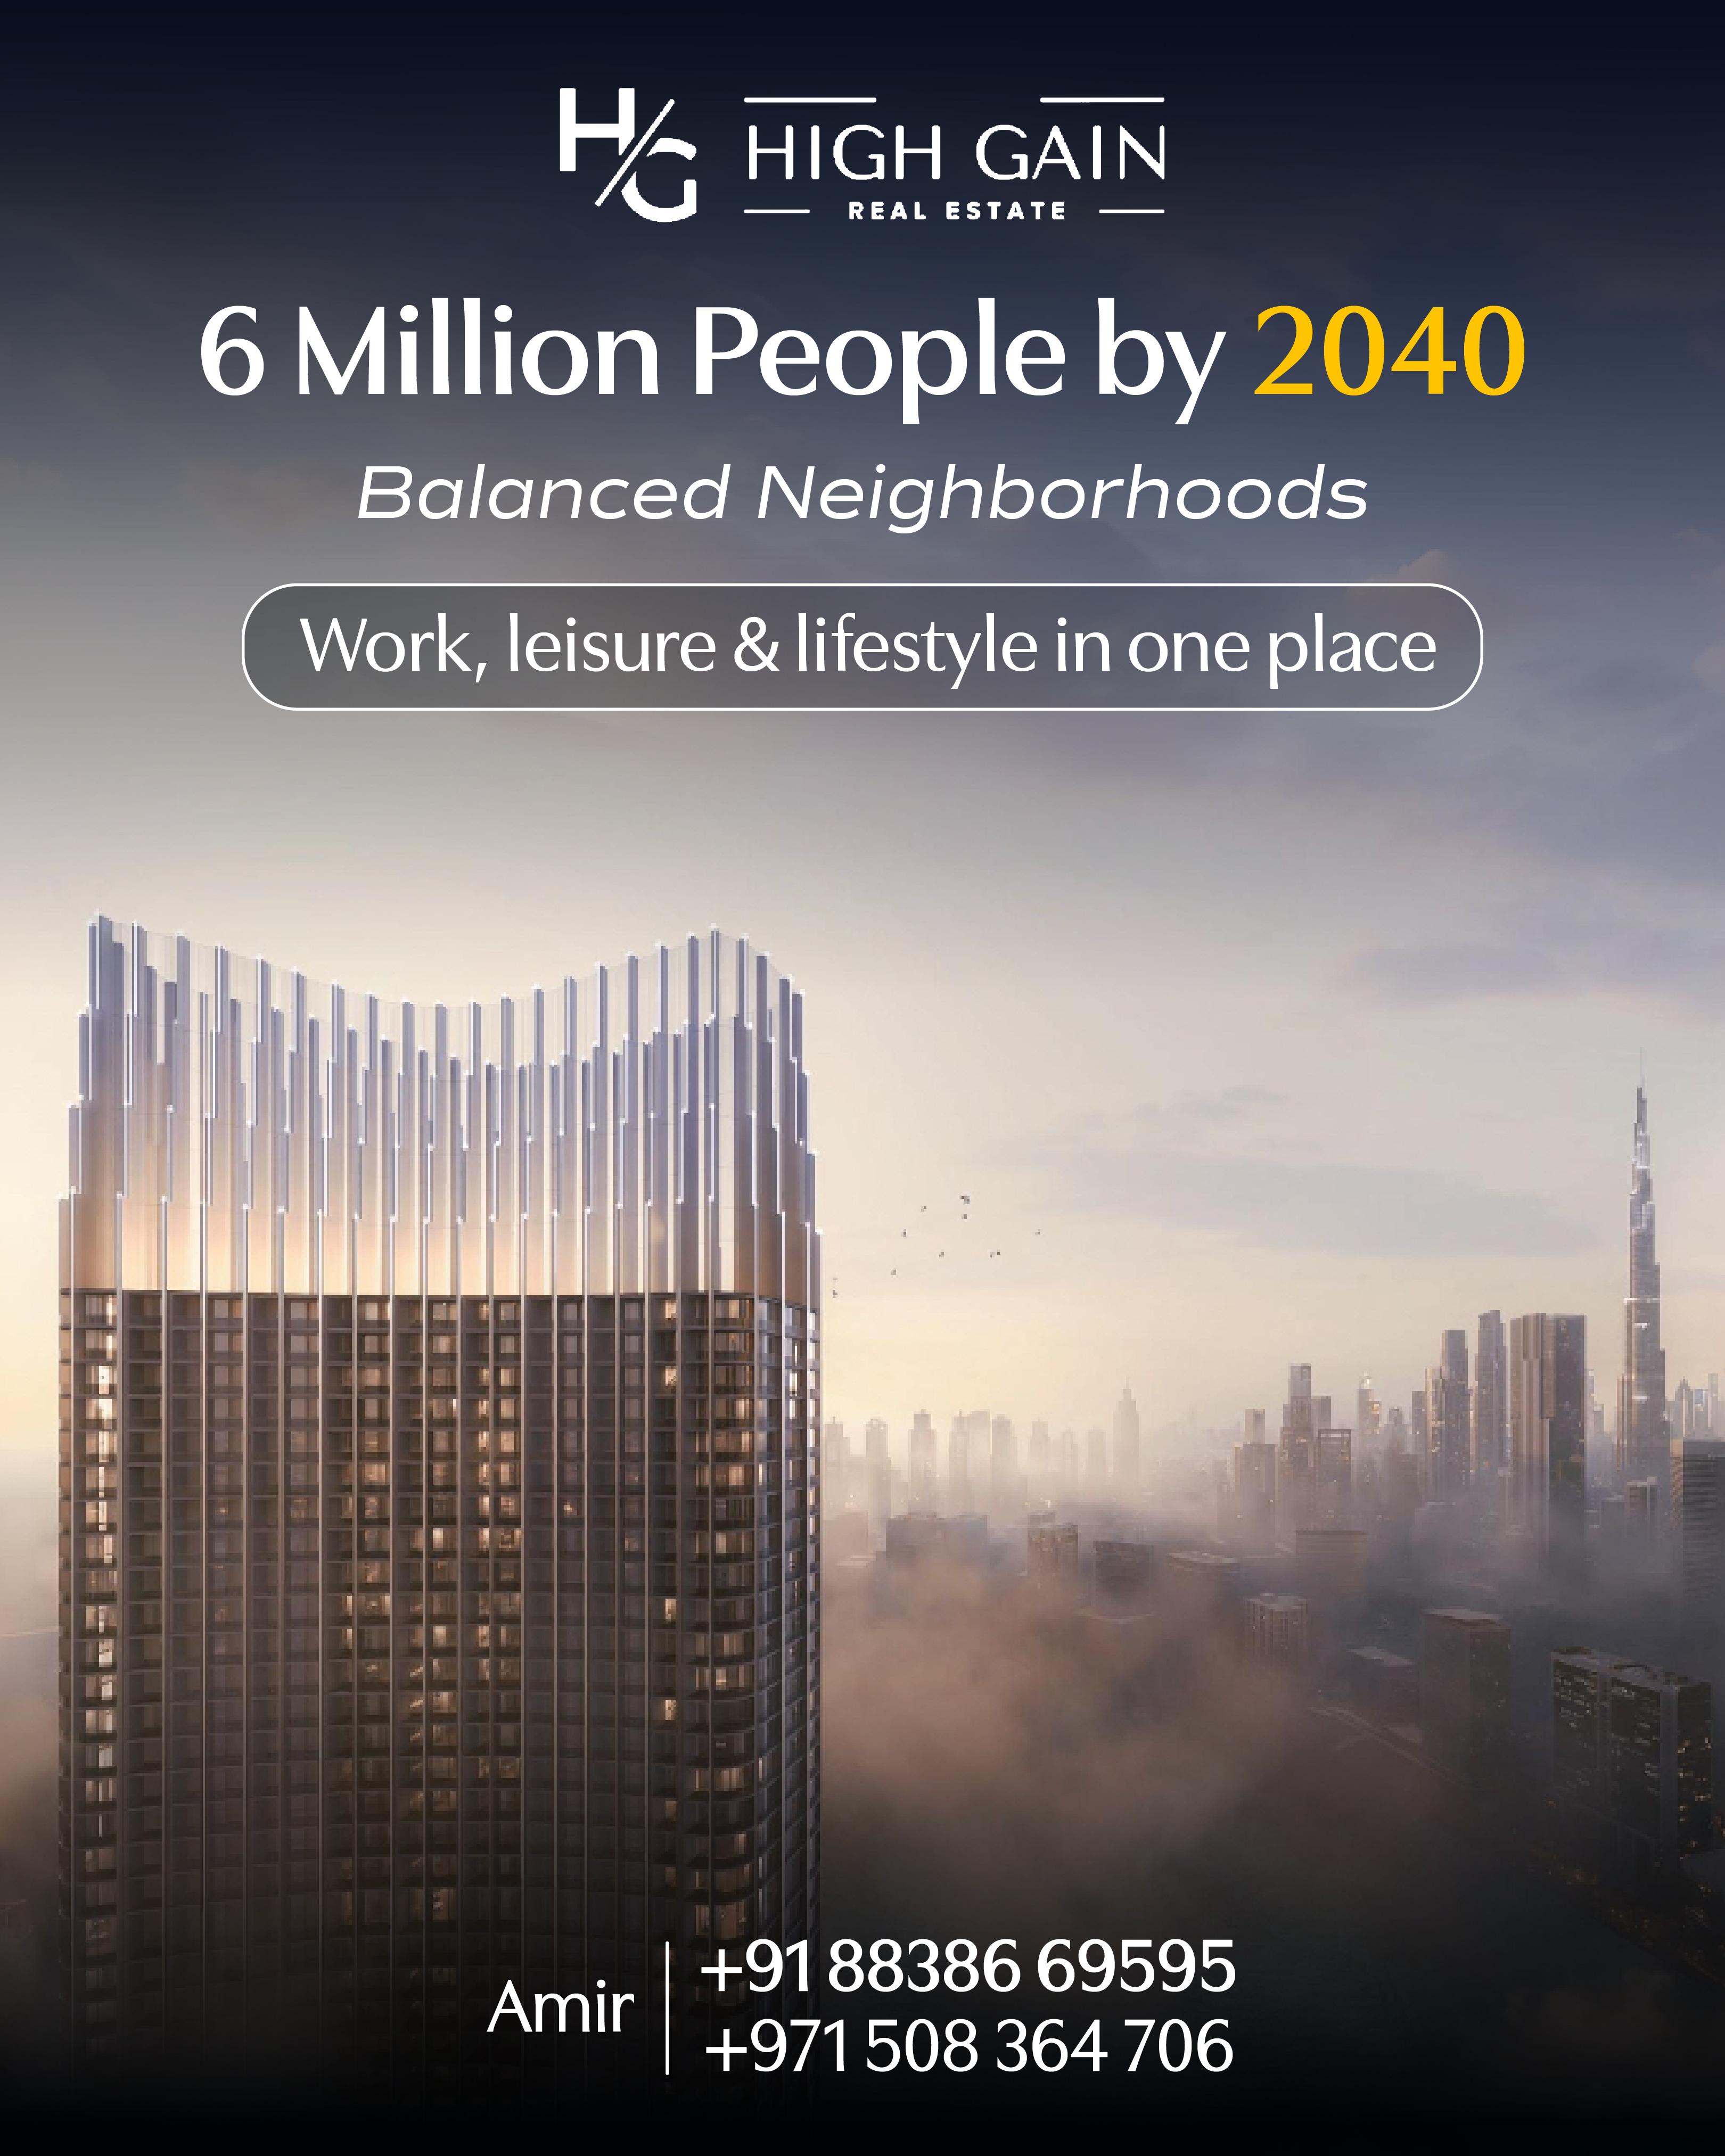 H/G
HIGH GAIN
REAL ESTATE
6 Million People by 2040
Balanced Neighborhoods
Work, leisure & lifestyle in one place
Amir
+91 88386 69595
+971 508 364 706